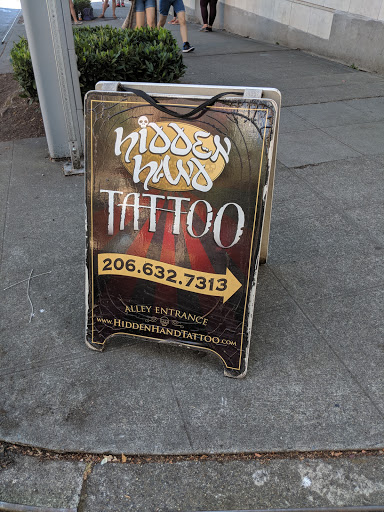 hidden
hand
TATTOO
206.632.7313
ALLEY ENTRANCE
www.HIDDENHANDTATTOO.COM